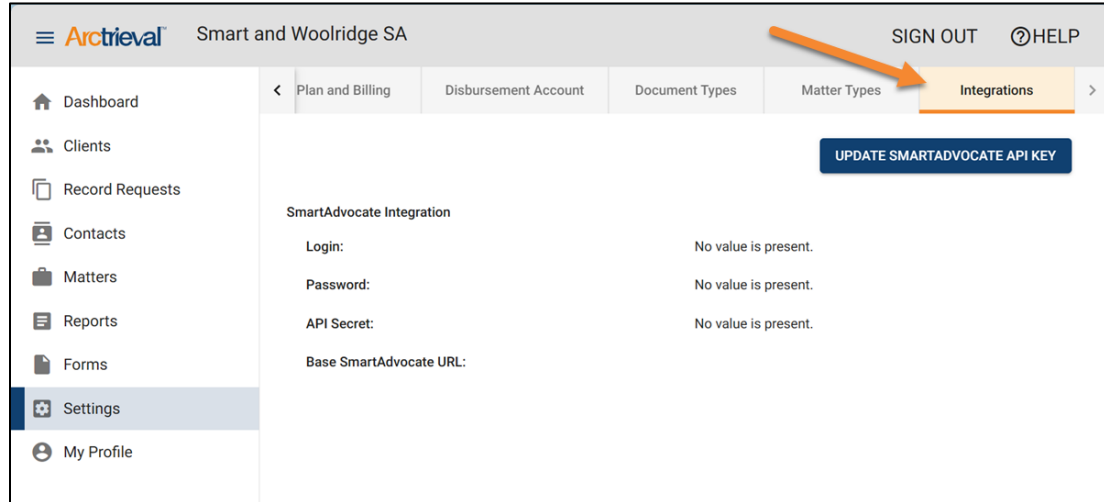 Arctrieval™ Smart and Woolridge SA SIGN OUT HELP
Dashboard
Clients
Record Requests
Contacts
Matters
Reports
Forms
Settings
My Profile
Plan and Billing Disbursement Account Document Types Matter Types Integrations
UPDATE SMARTADVOCATE API KEY
SmartAdvocate Integration
Login: No value is present.
Password: No value is present.
API Secret: No value is present.
Base SmartAdvocate URL: